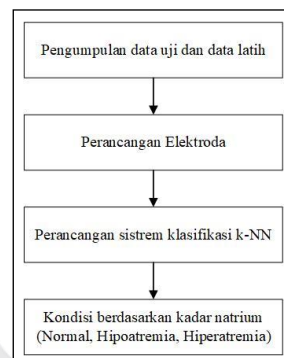 Pengumpulan data uji dan data latih
Perancangan Elektroda
Perancangan sistrem klasifikasi k-NN
Kondisi berdasarkan kadar natrium
(Normal, Hipoatremia, Hiperatremia)